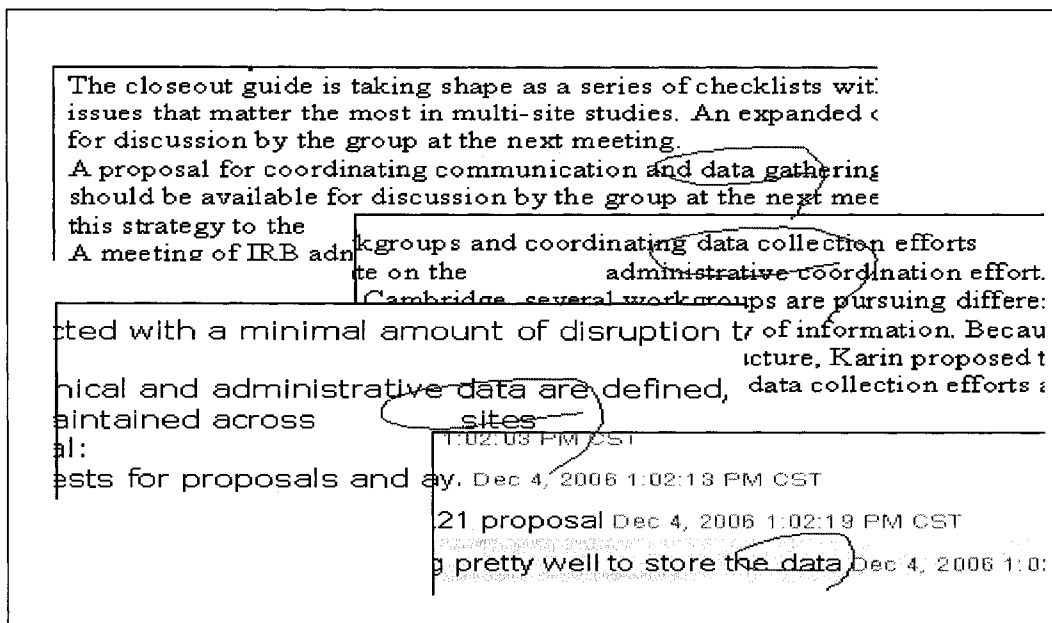 The closeout guide is taking shape as a series of checklists wit
issues that matter the most in multi-site studies. An expanded
for discussion by the group at the next meeting.
A proposal for coordinating communication and data gathering
should be available for discussion by the group at the next mee
this strategy to the
A meeting of IRB adn
kgroups and coordinating data collection efforts
te on the administrative coordination effort.
Cambridge, several workgroups are pursuing differe
of information. Becau
icture, Karin proposed t
data collection efforts a
cted with a minimal amount of disruption t
nical and administrative data are defined,
aintained across sites
al:
ests for proposals and av.
1:02:03 PM CST
Dec 4, 2006 1:02:13 PM CST
21 proposal Dec 4, 2006 1:02:19 PM CST
g pretty well to store the data Dec 4, 2006 1:0